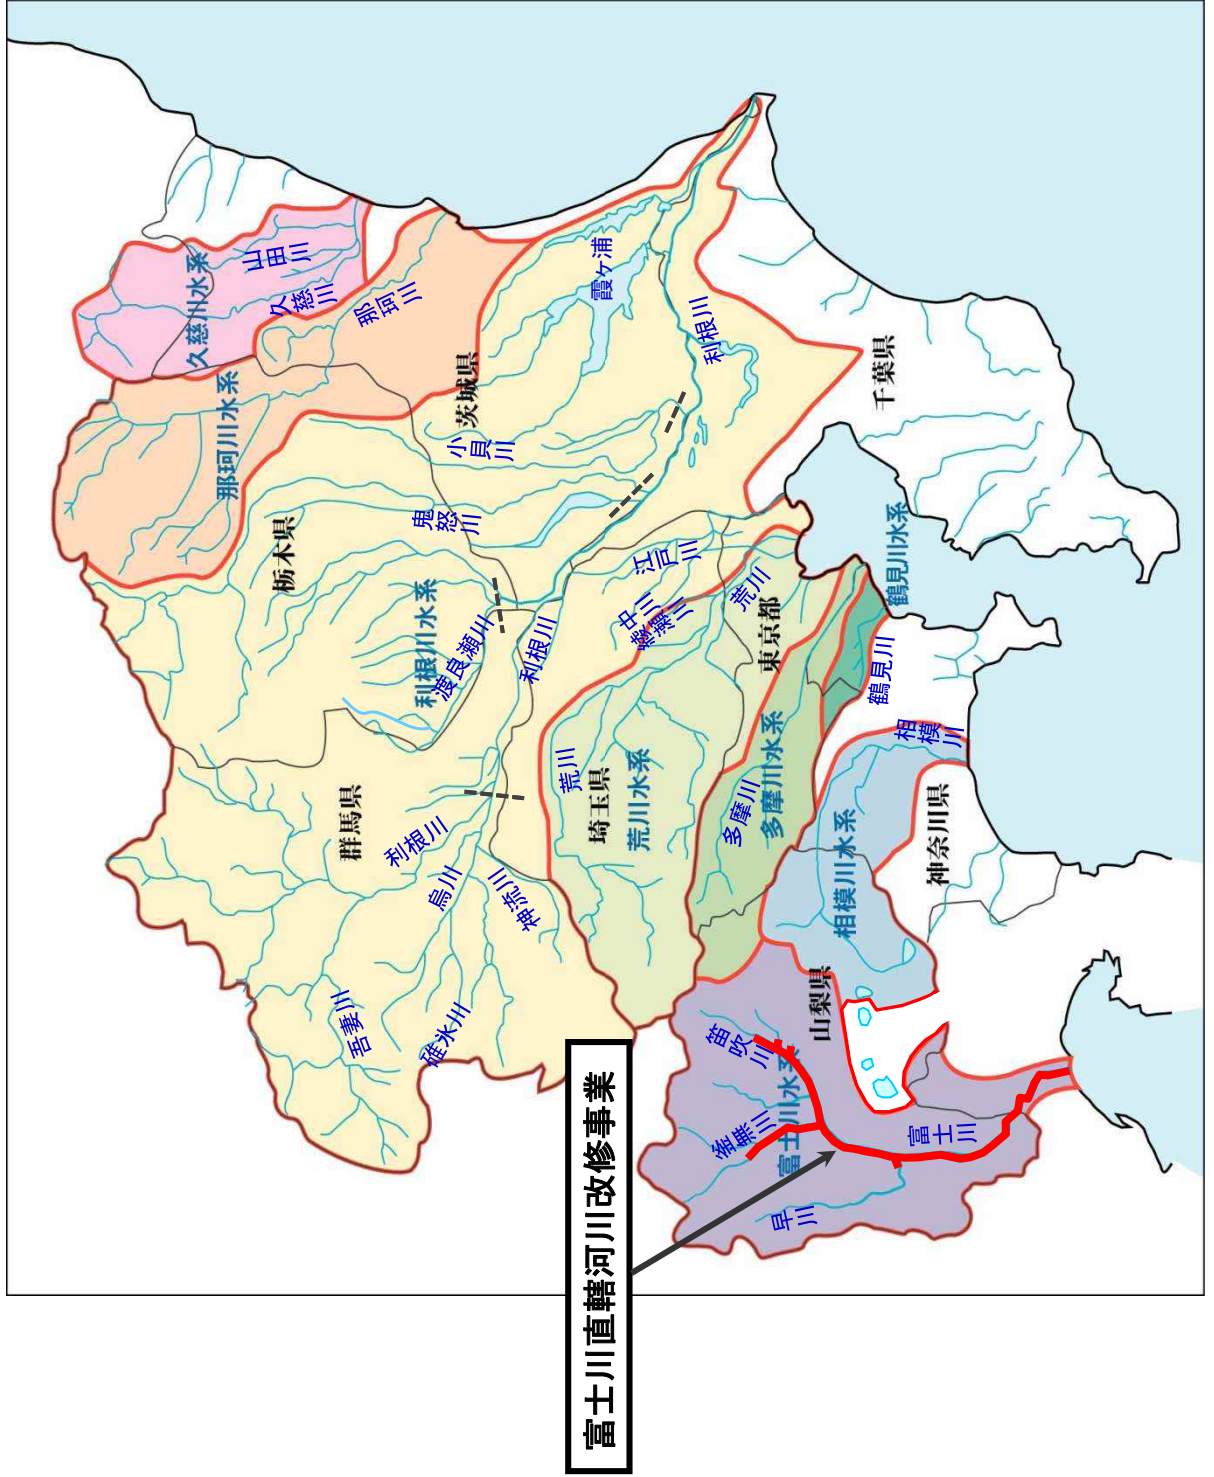 富士川直轄河川改修事業
久慈川水系
山田川
久慈川
那珂川
那珂川水系
茨城県
霞ヶ浦
利根川
千葉県
小貝川
鬼怒川
栃木県
利根川水系
渡良瀬川
利根川
江戸川
中川
綾瀬川
荒川
東京都
鶴見川水系
鶴見川
相模川
群馬県
利根川
烏川
神流川
荒川
埼玉県
荒川水系
多摩川
多摩川水系
相模川水系
神奈川県
吾妻川
碓氷川
山梨県
笛吹川
富士川水系
釜無川
富士川
早川